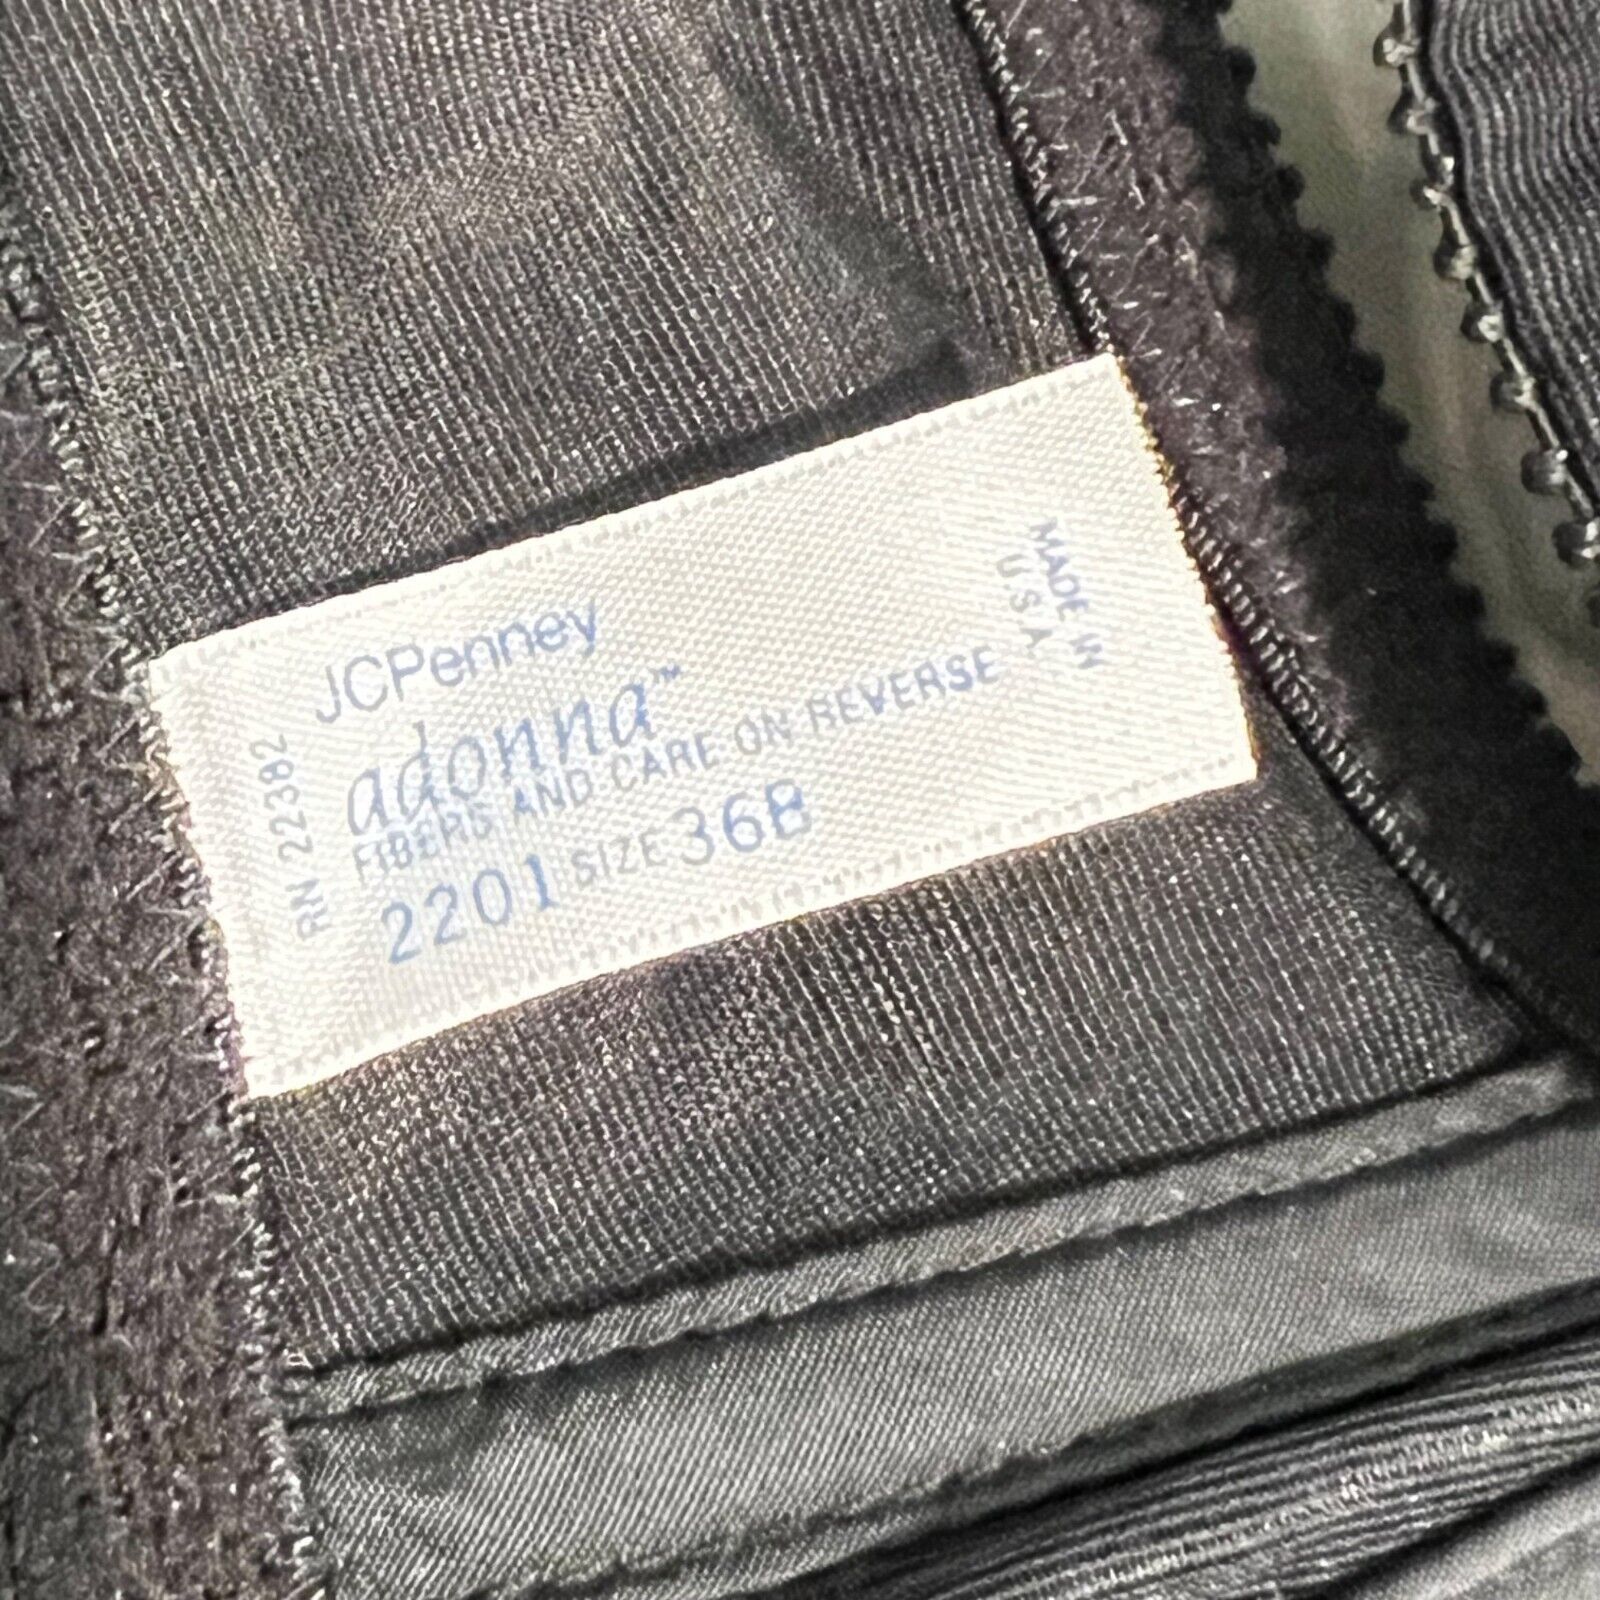 JCPenney
adonna™
FIBERS AND CARE ON REVERSE
2201 SIZE 36B
RN 22382
MADE IN
U.S.A.